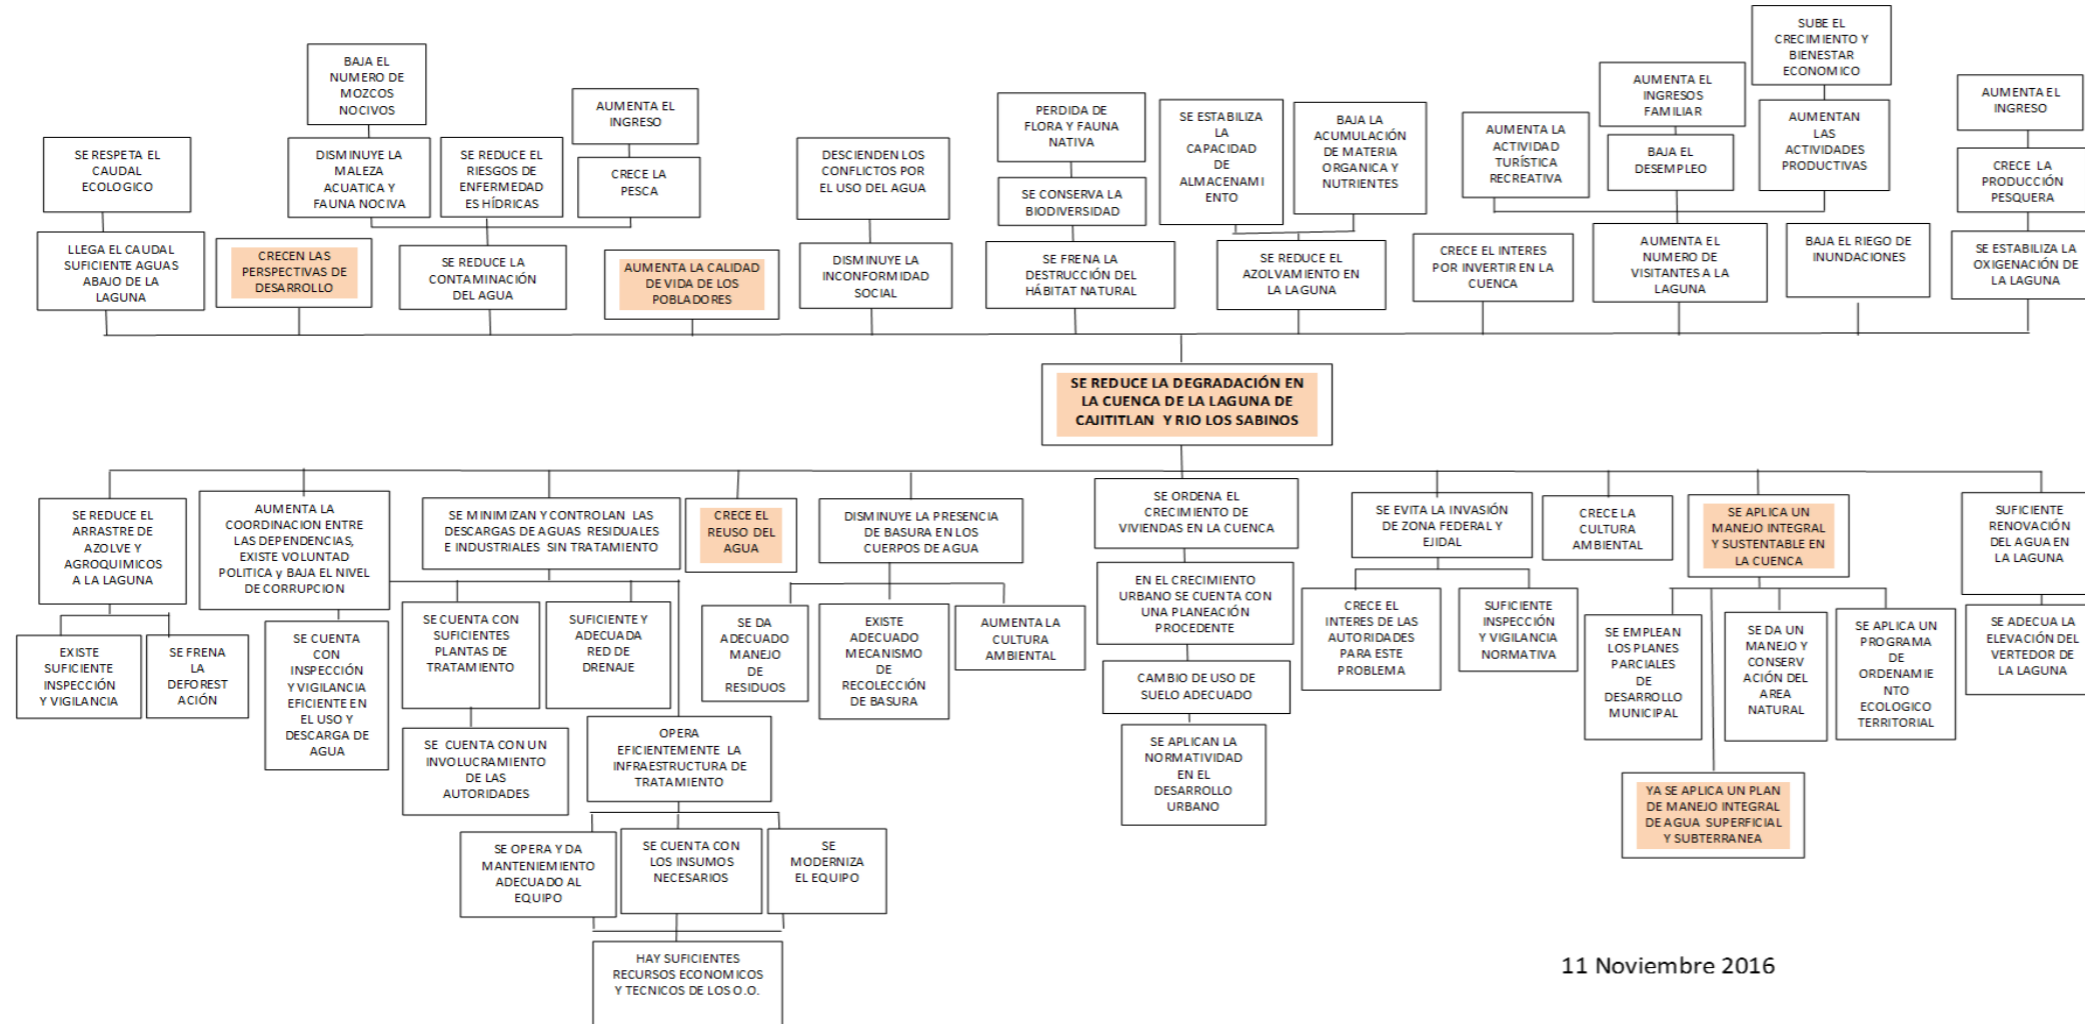 BAJA EL
NUMERO DE
MOZCOS
NOCIVOS
SE RESPETA EL
CAUDAL
ECOLOGICO
DISMINUYE LA
MALEZA
ACUATICA Y
FAUNA NOCIVA
SE REDUCE EL
RIESGOS DE
ENFERMEDAD
ES HÍDRICAS
AUMENTA EL
INGRESO
CRECE LA
PESCA
DESCIENDEN LOS
CONFLICTOS POR
EL USO DEL AGUA
PERDIDA DE
FLORA Y FAUNA
NATIVA
SE CONSERVA LA
BIODIVERSIDAD
SE ESTABILIZA
LA
CAPACIDAD
DE
ALMACENAMI
ENTO
BAJA LA
ACUMULACIÓN
DE MATERIA
ORGANICA Y
NUTRIENTES
AUMENTA LA
ACTIVIDAD
TURÍSTICA
RECREATIVA
AUMENTA EL
INGRESOS
FAMILIAR
BAJA EL
DESEMPLEO
SUBE EL
CRECIMIENTO Y
BIENESTAR
ECONOMICO
AUMENTAN
LAS
ACTIVIDADES
PRODUCTIVAS
AUMENTA EL
INGRESO
CRECE LA
PRODUCCIÓN
PESQUERA
LLEGA EL CAUDAL
SUFICIENTE AGUAS
ABAJO DE LA
LAGUNA
CRECEN LAS
PERSPECTIVAS DE
DESARROLLO
SE REDUCE LA
CONTAMINACIÓN
DEL AGUA
AUMENTA LA CALIDAD
DE VIDA DE LOS
POBLADORES
DISMINUYE LA
INCONFORMIDAD
SOCIAL
SE FRENA LA
DESTRUCCIÓN DEL
HÁBITAT NATURAL
SE REDUCE EL
AZOLVAMIENTO EN
LA LAGUNA
CRECE EL INTERES
POR INVERTIR EN LA
CUENCA
AUMENTA EL
NUMERO DE
VISITANTES A LA
LAGUNA
BAJA EL RIEGO DE
INUNDACIONES
SE ESTABILIZA LA
OXIGENACIÓN DE
LA LAGUNA
SE REDUCE LA DEGRADACIÓN EN
LA CUENCA DE LA LAGUNA DE
CAJITITLAN Y RIO LOS SABINOS
SE REDUCE EL
ARRASTRE DE
AZOLVE Y
AGROQUIMICOS
A LA LAGUNA
AUMENTA LA
COORDINACION ENTRE
LAS DEPENDENCIAS,
EXISTE VOLUNTAD
POLITICA y BAJA EL NIVEL
DE CORRUPCION
SE MINIMIZAN Y CONTROLAN LAS
DESCARGAS DE AGUAS RESIDUALES
E INDUSTRIALES SIN TRATAMIENTO
CRECE EL
REUSO DEL
AGUA
DISMINUYE LA PRESENCIA
DE BASURA EN LOS
CUERPOS DE AGUA
SE ORDENA EL
CRECIMIENTO DE
VIVIENDAS EN LA CUENCA
SE EVITA LA INVASIÓN
DE ZONA FEDERAL Y
EJIDAL
CRECE LA
CULTURA
AMBIENTAL
SE APLICA UN
MANEJO INTEGRAL
Y SUSTENTABLE EN
LA CUENCA
SUFICIENTE
RENOVACIÓN
DEL AGUA EN
LA LAGUNA
EXISTE
SUFICIENTE
INSPECCIÓN
Y VIGILANCIA
SE FRENA
LA
DEFOREST
ACIÓN
SE CUENTA
CON
INSPECCIÓN
Y VIGILANCIA
EFICIENTE EN
EL USO Y
DESCARGA DE
AGUA
SE CUENTA CON
SUFICIENTES
PLANTAS DE
TRATAMIENTO
SUFICIENTE Y
ADECUADA
RED DE
DRENAJE
SE DA
ADECUADO
MANEJO
DE
RESIDUOS
EXISTE
ADECUADO
MECANISMO
DE
RECOLECCIÓN
DE BASURA
AUMENTA LA
CULTURA
AMBIENTAL
EN EL CRECIMIENTO
URBANO SE CUENTA CON
UNA PLANEACIÓN
PROCEDENTE
CAMBIO DE USO DE
SUELO ADECUADO
SE APLICAN LA
NORMATIVIDAD
EN EL
DESARROLLO
URBANO
CRECE EL
INTERES DE LAS
AUTORIDADES
PARA ESTE
PROBLEMA
SUFICIENTE
INSPECCIÓN
Y VIGILANCIA
NORMATIVA
SE EMPLEAN
LOS PLANES
PARCIALES
DE
DESARROLLO
MUNICIPAL
SE DA UN
MANEJO Y
CONSERV
ACIÓN DEL
AREA
NATURAL
SE APLICA UN
PROGRAMA
DE
ORDENAMIE
NTO
ECOLOGICO
TERRITORIAL
SE ADECUA LA
ELEVACIÓN DEL
VERTEDOR DE
LA LAGUNA
SE CUENTA CON UN
INVOLUCRAMIENTO
DE LAS
AUTORIDADES
OPERA
EFICIENTEMENTE LA
INFRAESTRUCTURA DE
TRATAMIENTO
YA SE APLICA UN PLAN
DE MANEJO INTEGRAL
DE AGUA SUPERFICIAL
Y SUBTERRANEA
SE OPERA Y DA
MANTENIEMIENTO
ADECUADO AL
EQUIPO
SE CUENTA CON
LOS INSUMOS
NECESARIOS
SE
MODERNIZA
EL EQUIPO
HAY SUFICIENTES
RECURSOS ECONOMICOS
Y TECNICOS DE LOS O.O.
11 Noviembre 2016